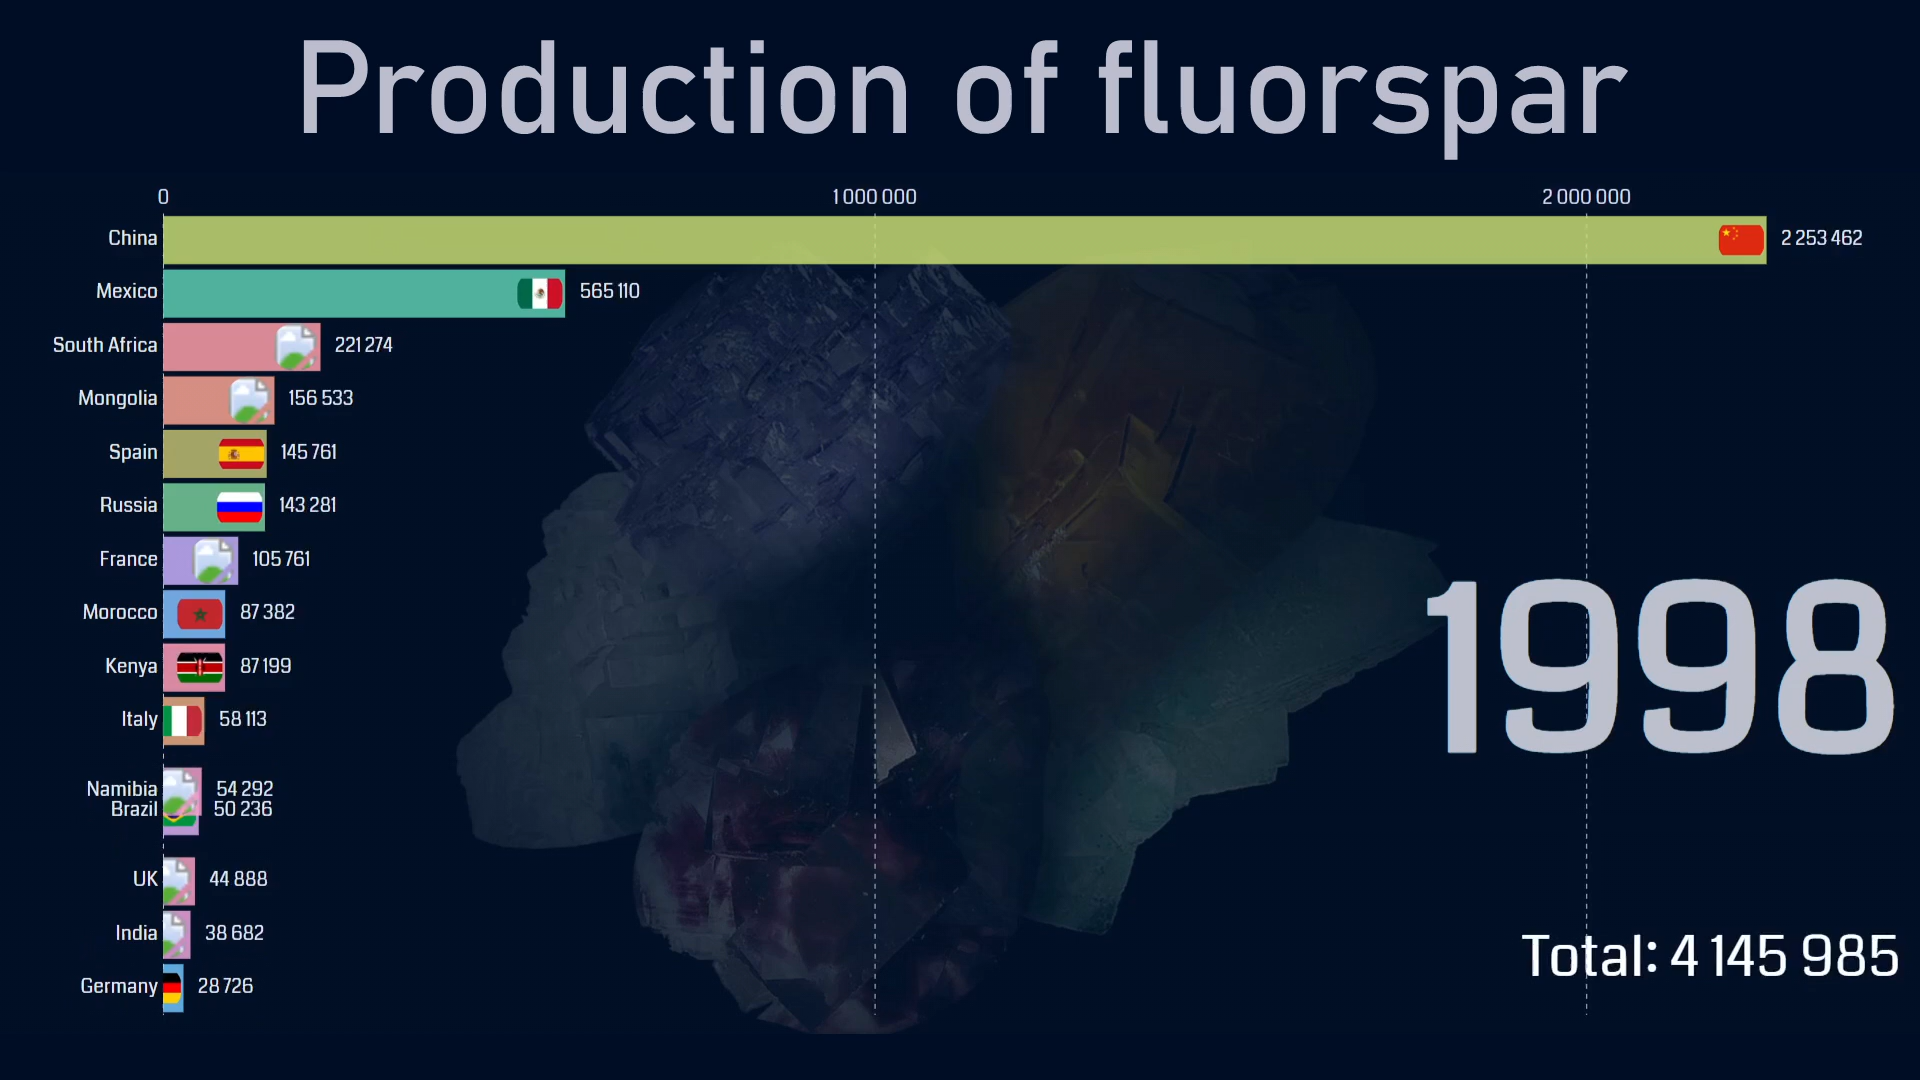 Production of fluorspar
0 1 000 000 2 000 000
China 2 253 462
Mexico 565 110
South Africa 221 274
Mongolia 156 533
Spain 145 761
Russia 143 281
France 105 761
Morocco 87 382
Kenya 87 199
Italy 58 113
Namibia 54 292
Brazil 50 236
UK 44 888
India 38 682
Germany 28 726
1998
Total: 4 145 985